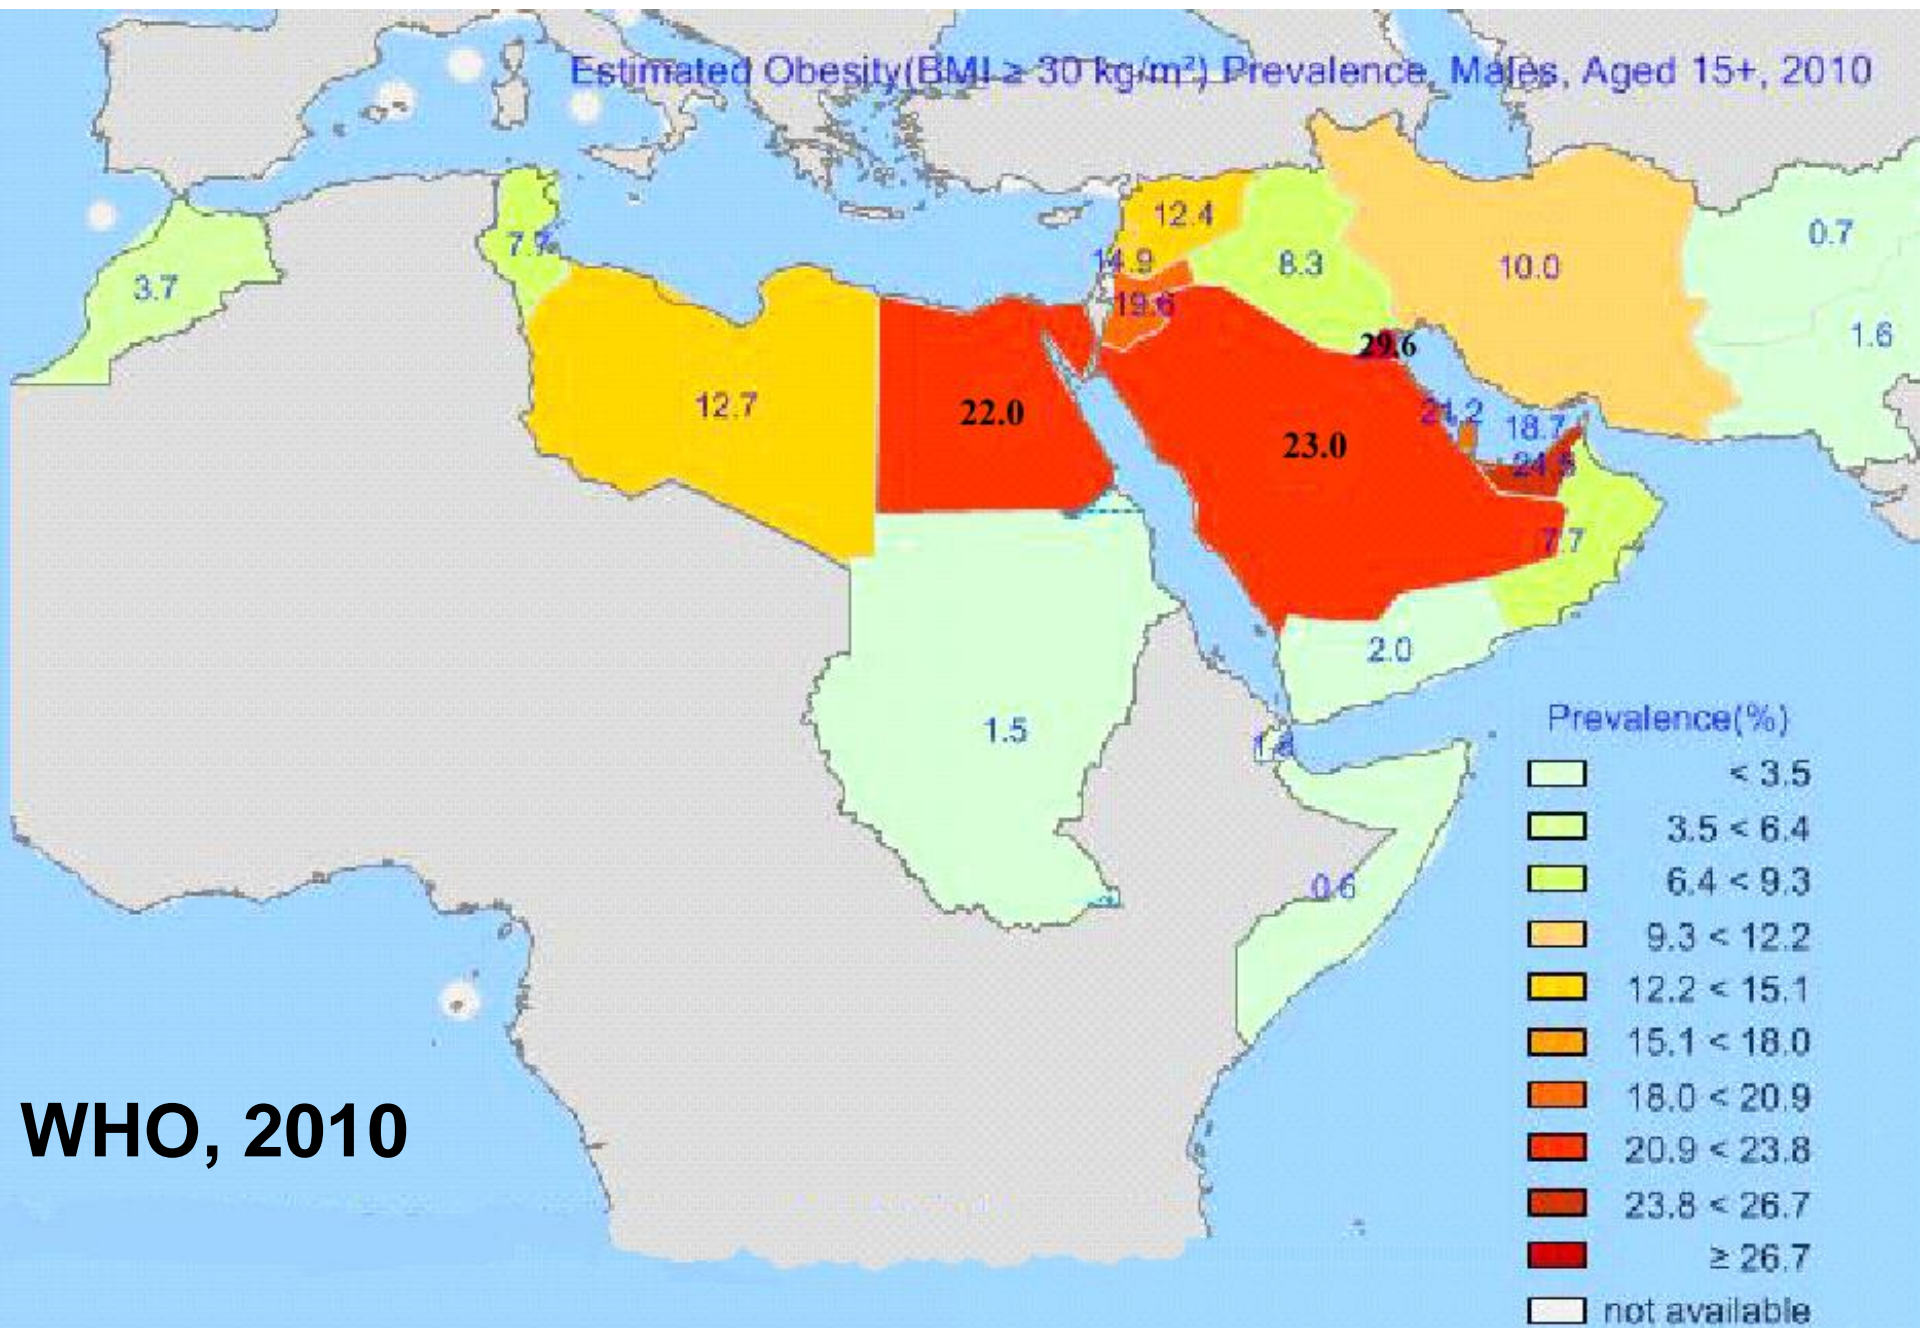 Estimated Obesity(BMI ≥ 30 kg/m²) Prevalence, Males, Aged 15+, 2010
12.4
0.7
7.7
14.9
8.3
10.0
3.7
19.6
1.6
29.6
12.7
22.0
21.2
18.7
23.0
7.7
2.0
1.5
0.6
Prevalence(%)
< 3.5
3.5 < 6.4
6.4 < 9.3
9.3 < 12.2
12.2 < 15.1
15.1 < 18.0
18.0 < 20.9
20.9 < 23.8
23.8 < 26.7
≥ 26.7
not available
WHO, 2010